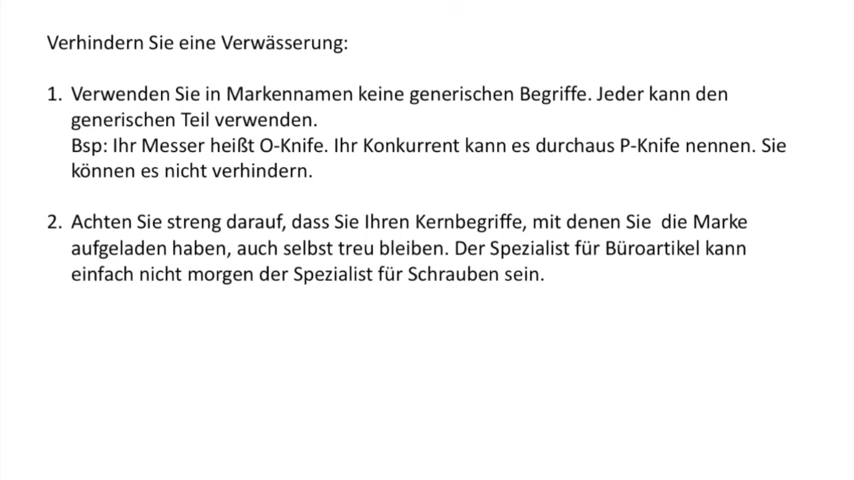 Verhindern Sie eine Verwässerung:
1. Verwenden Sie in Markennamen keine generischen Begriffe. Jeder kann den
generischen Teil verwenden.
Bsp: Ihr Messer heißt O-Knife. Ihr Konkurrent kann es durchaus P-Knife nennen. Sie
können es nicht verhindern.
2. Achten Sie streng darauf, dass Sie Ihren Kernbegriffe, mit denen Sie  die Marke
aufgeladen haben, auch selbst treu bleiben. Der Spezialist für Büroartikel kann
einfach nicht morgen der Spezialist für Schrauben sein.